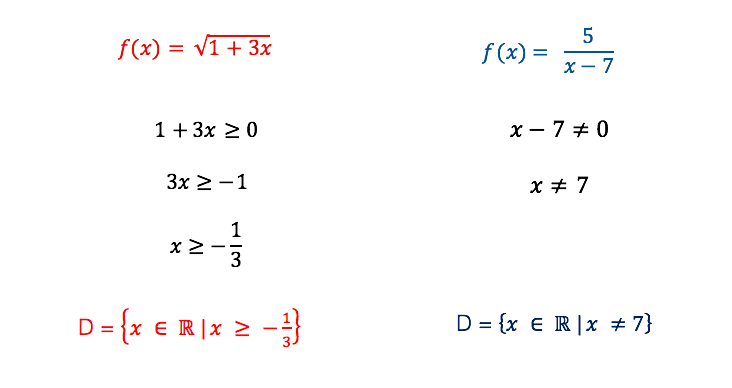 f(x) = √(1 + 3x)
1 + 3x ≥ 0
3x ≥ −1
x ≥ −1/3
D = {x ∈ ℝ | x ≥ −1/3}
f(x) = 5/(x − 7)
x − 7 ≠ 0
x ≠ 7
D = {x ∈ ℝ | x ≠ 7}